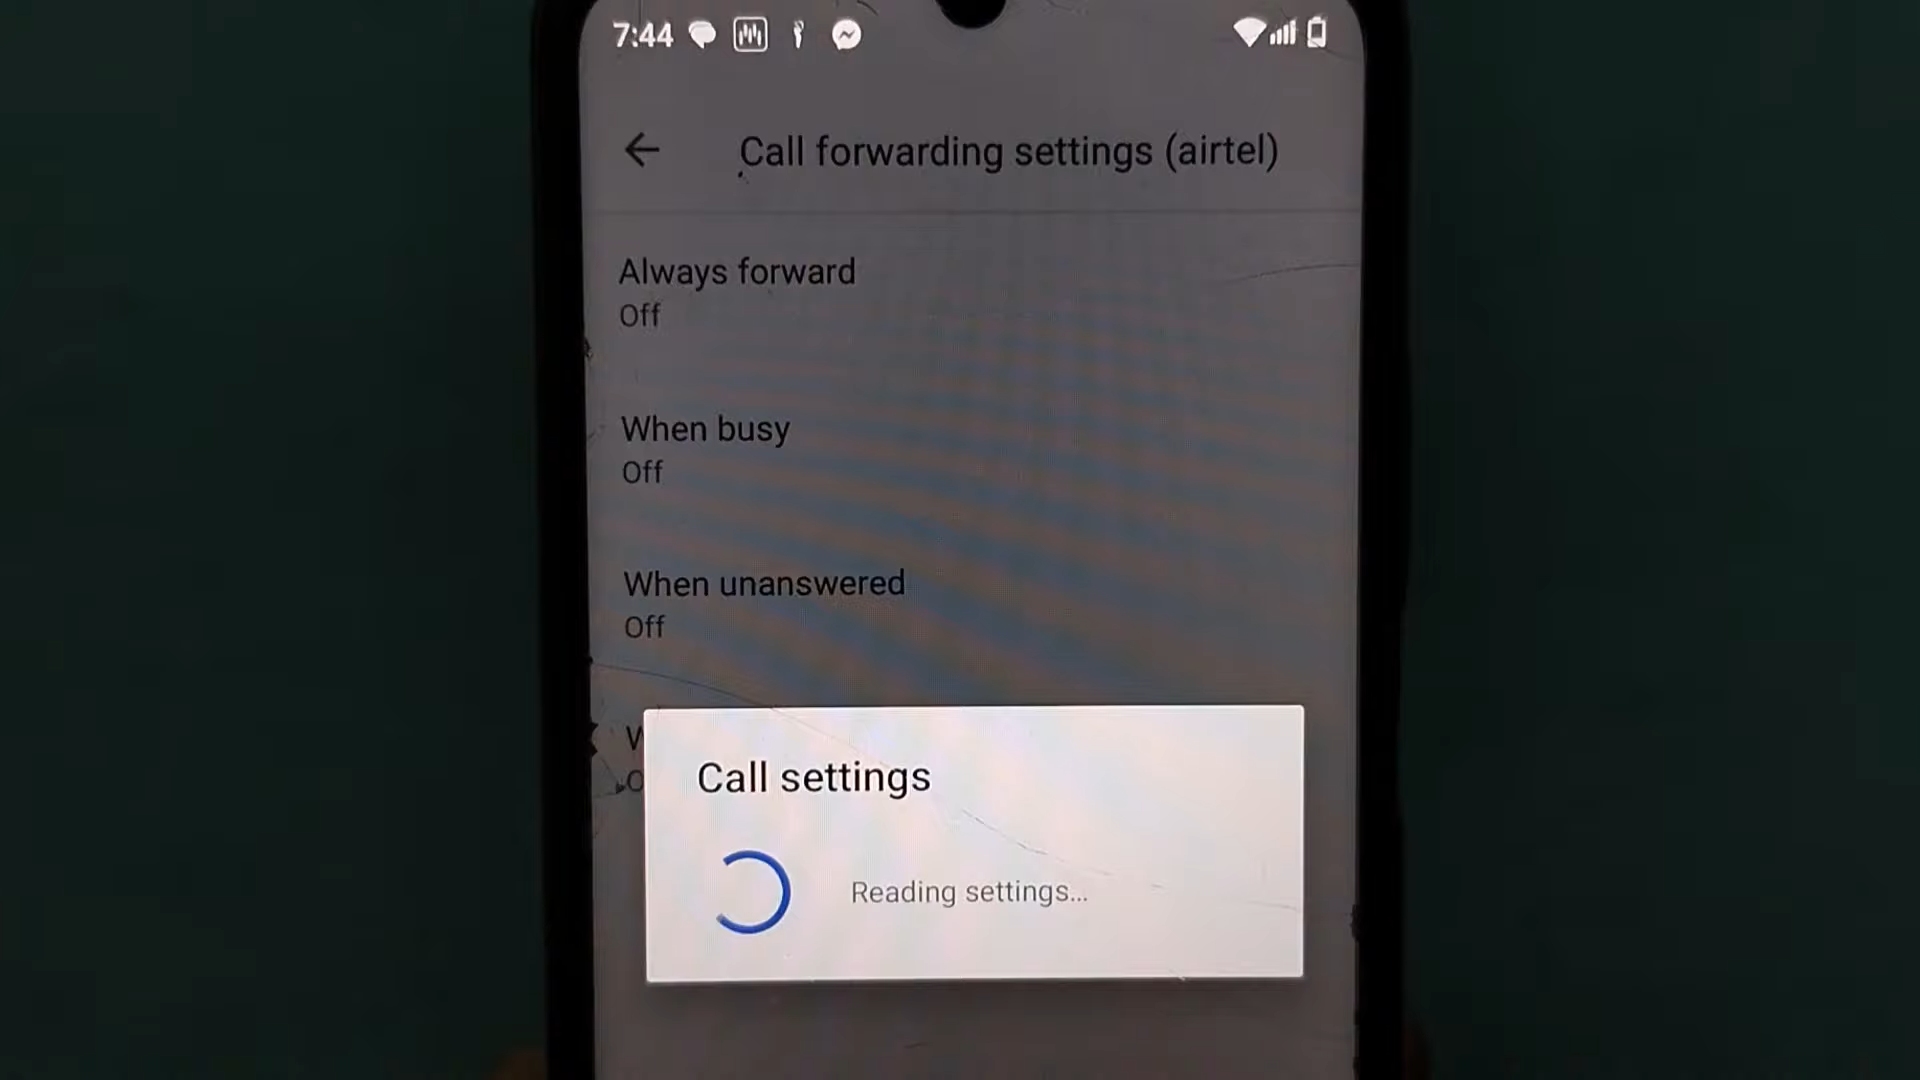 7:44
Call forwarding settings (airtel)
Always forward
Off
When busy
Off
When unanswered
Off
Call settings
Reading settings...